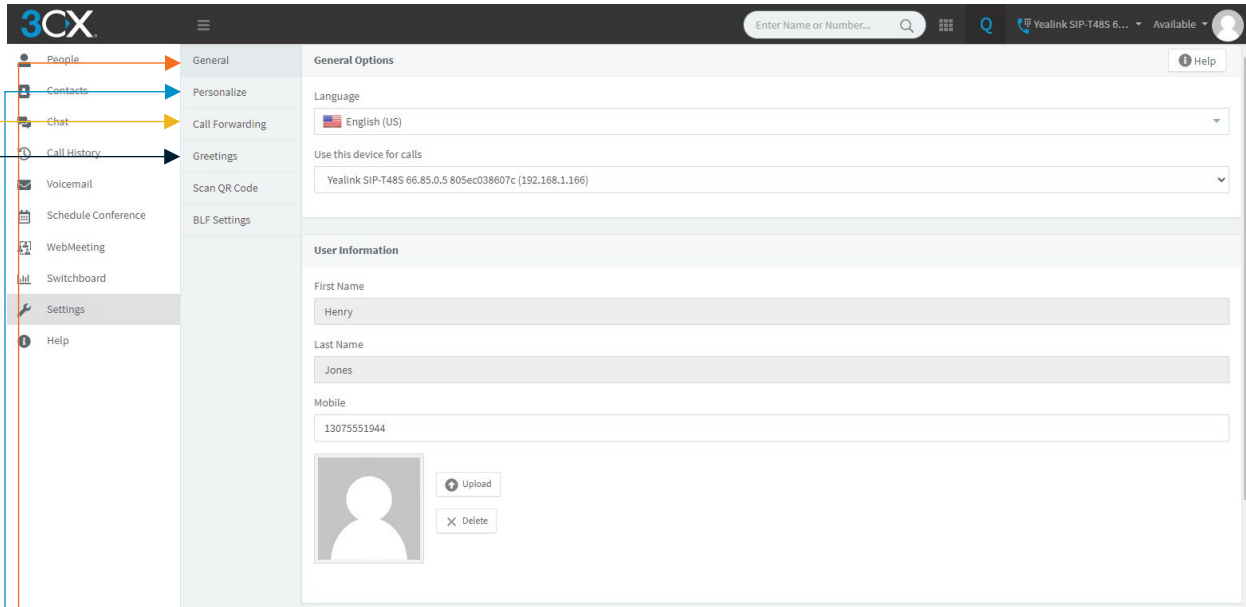 3CX
Enter Name or Number...
Q
Yealink SIP-T48S 6...
Available
People
Contacts
Chat
Call History
Voicemail
Schedule Conference
WebMeeting
Switchboard
Settings
Help
General
Personalize
Call Forwarding
Greetings
Scan QR Code
BLF Settings
General Options
Help
Language
English (US)
Use this device for calls
Yealink SIP-T48S 66.85.0.5 805ec038607c (192.168.1.166)
User Information
First Name
Henry
Last Name
Jones
Mobile
13075551944
Upload
Delete